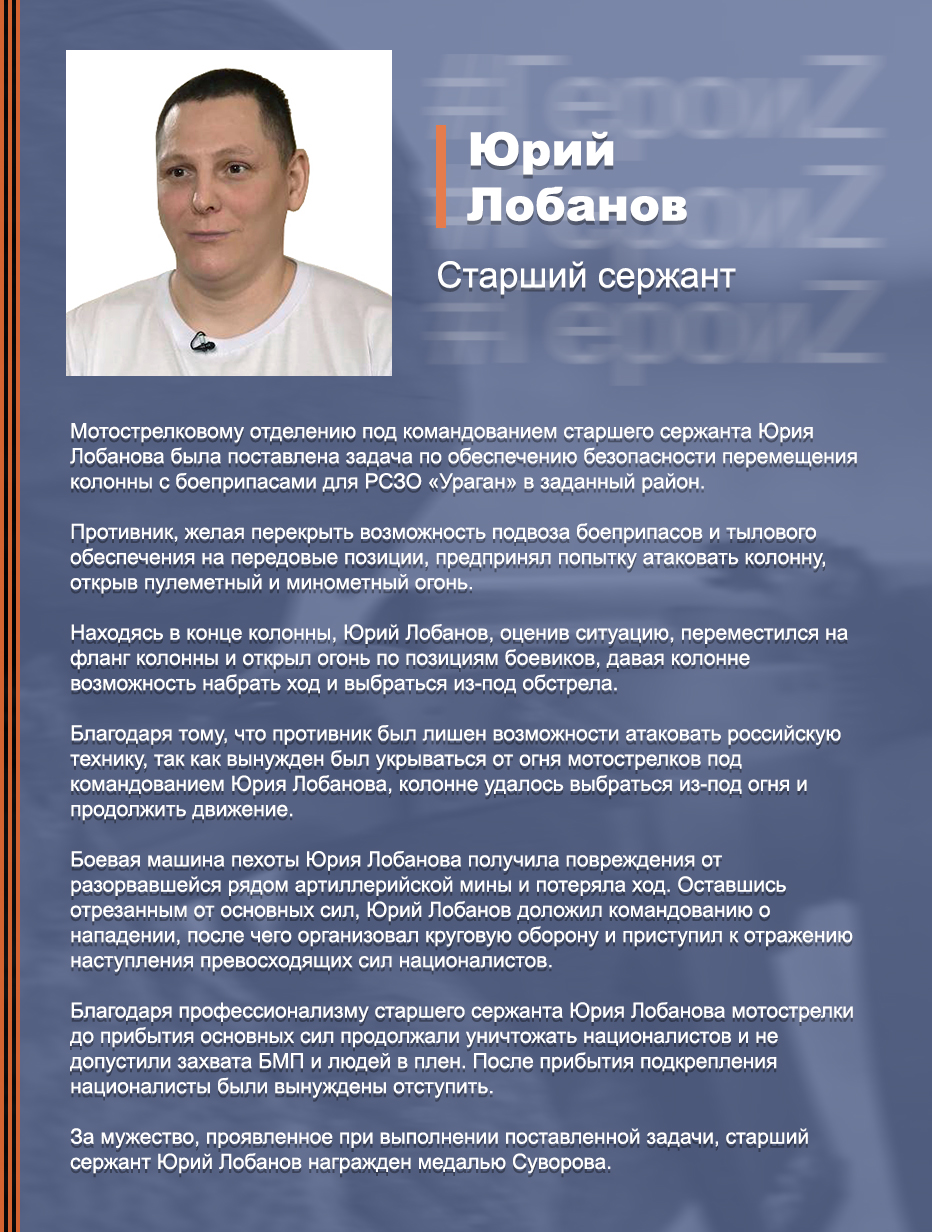 #ГероиZ
#ГероиZ
#ГероиZ
Юрий
Лобанов
Старший сержант
Мотострелковому отделению под командованием старшего сержанта Юрия
Лобанова была поставлена задача по обеспечению безопасности перемещения
колонны с боеприпасами для РСЗО «Ураган» в заданный район.
Противник, желая перекрыть возможность подвоза боеприпасов и тылового
обеспечения на передовые позиции, предпринял попытку атаковать колонну,
открыв пулеметный и минометный огонь.
Находясь в конце колонны, Юрий Лобанов, оценив ситуацию, переместился на
фланг колонны и открыл огонь по позициям боевиков, давая колонне
возможность набрать ход и выбраться из-под обстрела.
Благодаря тому, что противник был лишен возможности атаковать российскую
технику, так как вынужден был укрываться от огня мотострелков под
командованием Юрия Лобанова, колонне удалось выбраться из-под огня и
продолжить движение.
Боевая машина пехоты Юрия Лобанова получила повреждения от
разорвавшейся рядом артиллерийской мины и потеряла ход. Оставшись
отрезанным от основных сил, Юрий Лобанов доложил командованию о
нападении, после чего организовал круговую оборону и приступил к отражению
наступления превосходящих сил националистов.
Благодаря профессионализму старшего сержанта Юрия Лобанова мотострелки
до прибытия основных сил продолжали уничтожать националистов и не
допустили захвата БМП и людей в плен. После прибытия подкрепления
националисты были вынуждены отступить.
За мужество, проявленное при выполнении поставленной задачи, старший
сержант Юрий Лобанов награжден медалью Суворова.